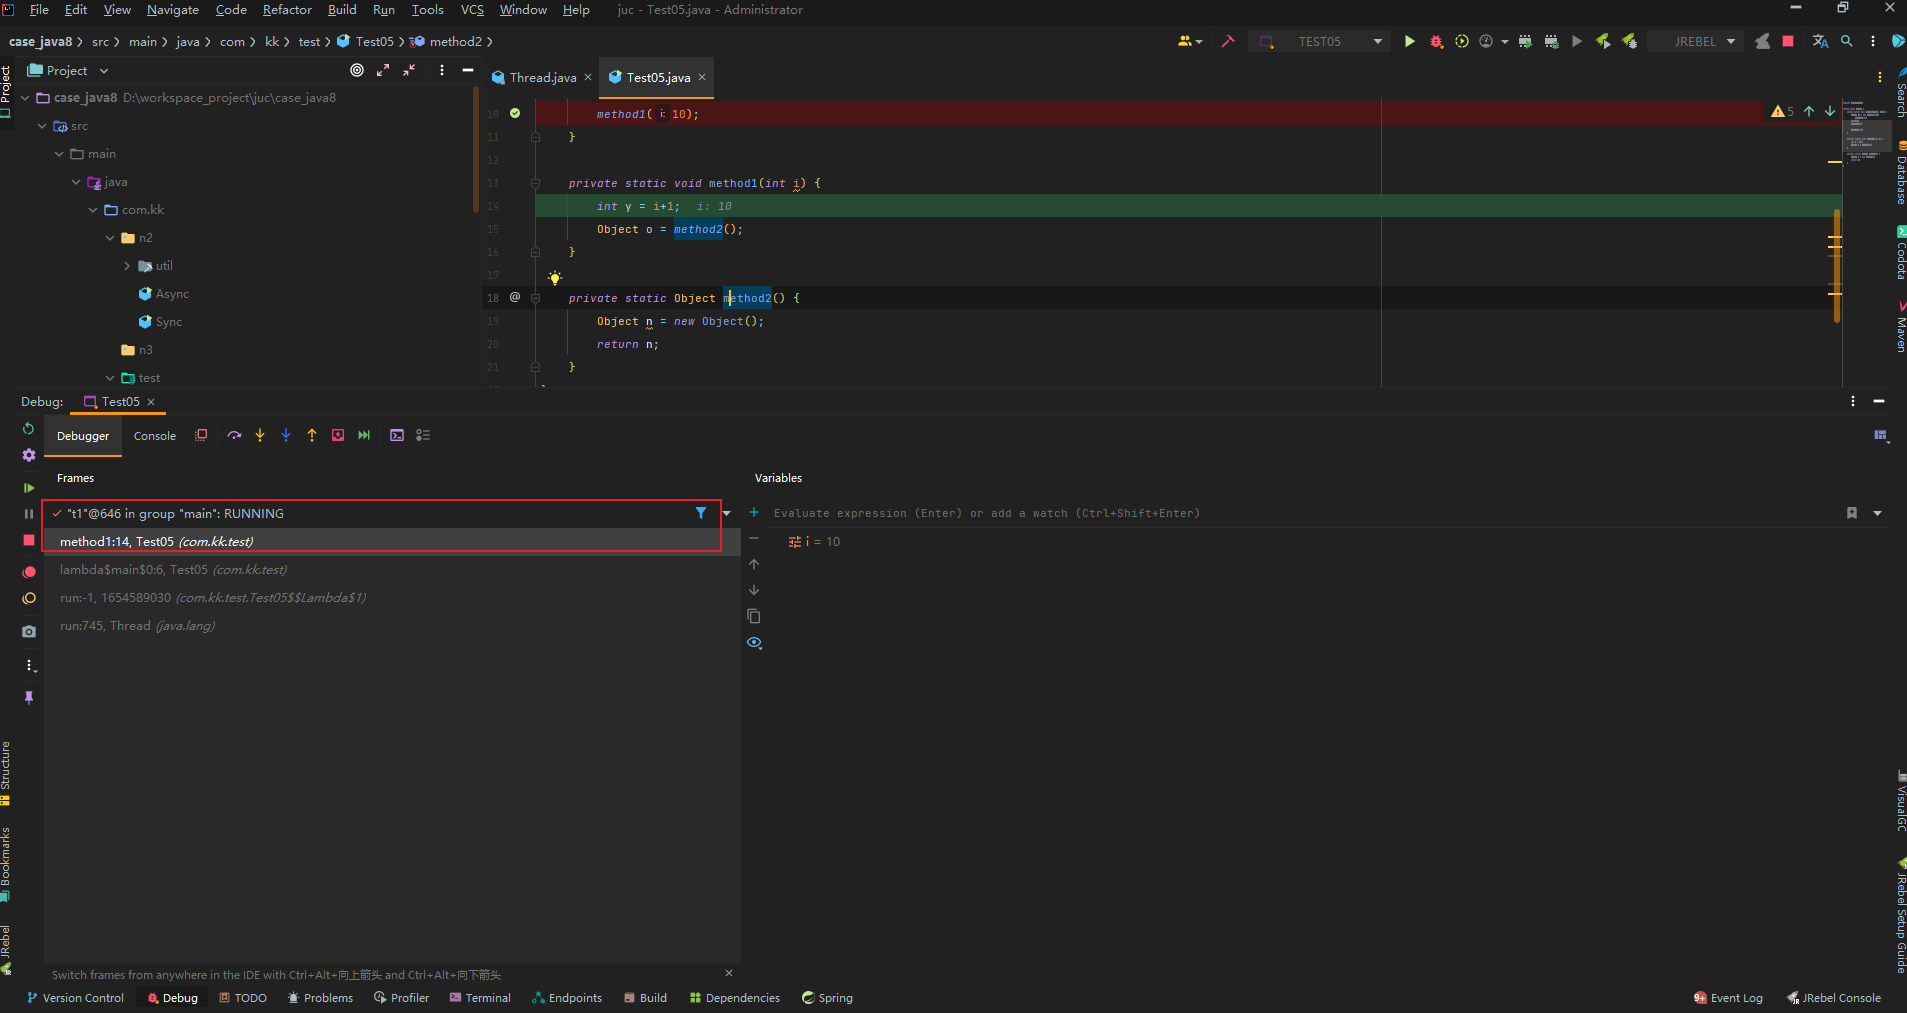 File Edit View Navigate Code Refactor Build Run Tools VCS Window Help juc - Test05.java - Administrator
case_java8 src main java com kk test Test05 method2 TEST05 JREBEL
Project
Thread.java Test05.java
case_java8 D:\workspace_project\juc\case_java8
src
main
java
com.kk
n2
util
Async
Sync
n3
test
10 method1( i: 10);
11 }
12
13 private static void method1(int i) {
14 int y = i+1; i: 10
15 Object o = method2();
16 }
17
18 @ private static Object method2() {
19 Object n = new Object();
20 return n;
21 }
5
Project
Structure
Bookmarks
JRebel
Search
Database
Codota
Maven
VisualGC
JRebel Setup Guide
Debug: Test05
Debugger Console
Frames
"t1"@646 in group "main": RUNNING
method1:14, Test05 (com.kk.test)
lambda$main$0:6, Test05 (com.kk.test)
run:-1, 1654589030 (com.kk.test.Test05$$Lambda$1)
run:745, Thread (java.lang)
Variables
Evaluate expression (Enter) or add a watch (Ctrl+Shift+Enter)
i = 10
Switch frames from anywhere in the IDE with Ctrl+Alt+向上箭头 and Ctrl+Alt+向下箭头
Version Control Debug TODO Problems Profiler Terminal Endpoints Build Dependencies Spring 9+ Event Log JRebel Console